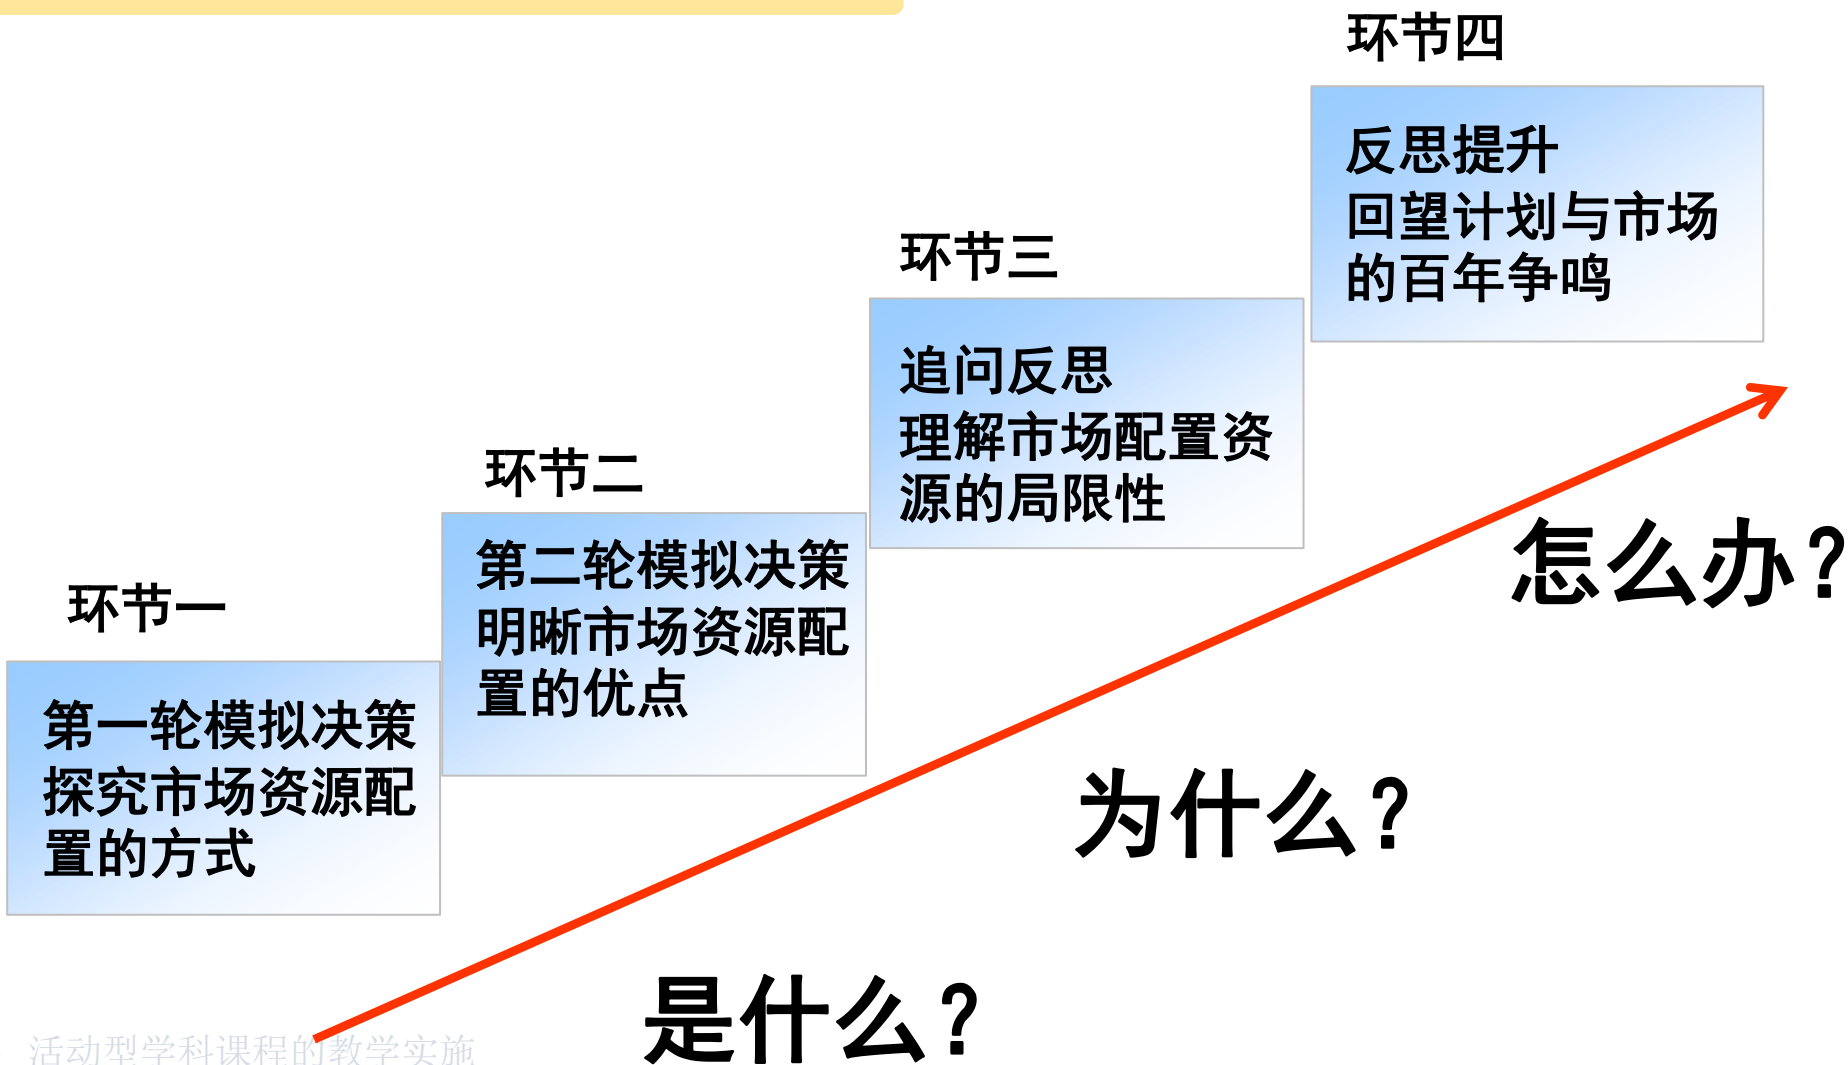 环节一
第一轮模拟决策
探究市场资源配
置的方式
环节二
第二轮模拟决策
明晰市场资源配
置的优点
环节三
追问反思
理解市场配置资
源的局限性
环节四
反思提升
回望计划与市场
的百年争鸣
是什么？
为什么？
怎么办？
活动型学科课程的教学实施